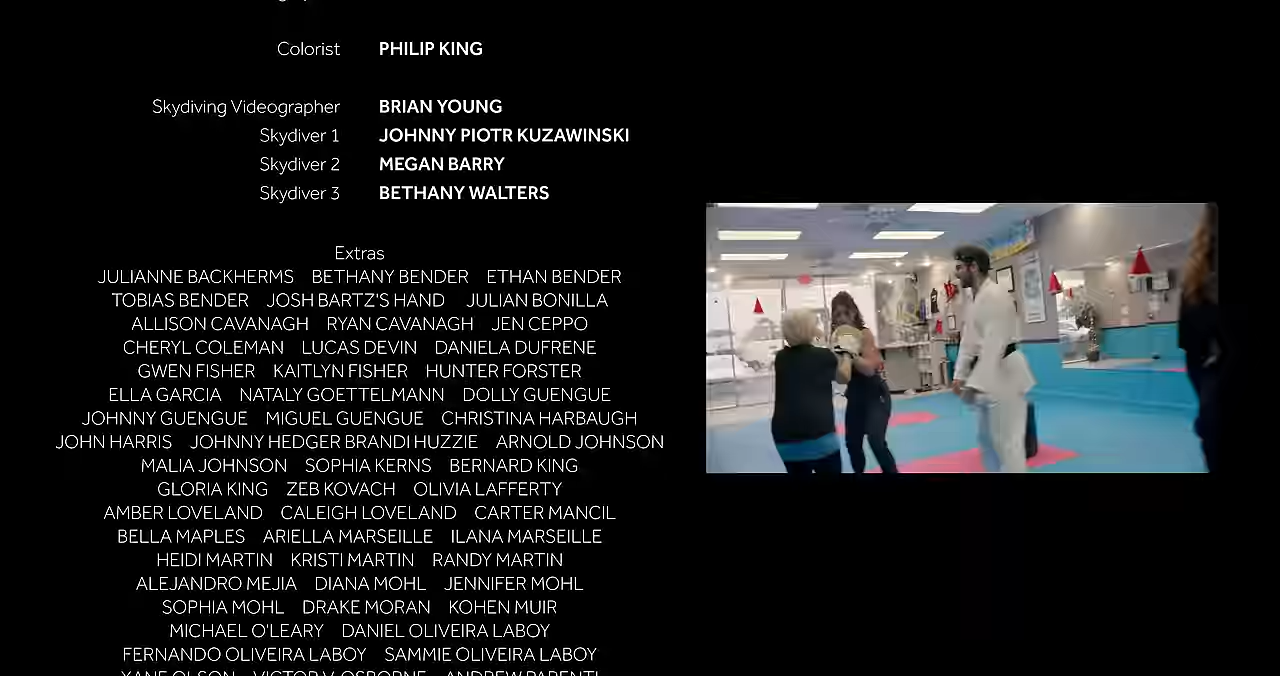 Colorist PHILIP KING
Skydiving Videographer BRIAN YOUNG
Skydiver 1 JOHNNY PIOTR KUZAWINSKI
Skydiver 2 MEGAN BARRY
Skydiver 3 BETHANY WALTERS
Extras
JULIANNE BACKHERMS BETHANY BENDER ETHAN BENDER
TOBIAS BENDER JOSH BARTZ'S HAND JULIAN BONILLA
ALLISON CAVANAGH RYAN CAVANAGH JEN CEPPO
CHERYL COLEMAN LUCAS DEVIN DANIELA DUFRENE
GWEN FISHER KAITLYN FISHER HUNTER FORSTER
ELLA GARCIA NATALY GOETTELMANN DOLLY GUENGUE
JOHNNY GUENGUE MIGUEL GUENGUE CHRISTINA HARBAUGH
JOHN HARRIS JOHNNY HEDGER BRANDI HUZZIE ARNOLD JOHNSON
MALIA JOHNSON SOPHIA KERNS BERNARD KING
GLORIA KING ZEB KOVACH OLIVIA LAFFERTY
AMBER LOVELAND CALEIGH LOVELAND CARTER MANCIL
BELLA MAPLES ARIELLA MARSEILLE ILANA MARSEILLE
HEIDI MARTIN KRISTI MARTIN RANDY MARTIN
ALEJANDRO MEJIA DIANA MOHL JENNIFER MOHL
SOPHIA MOHL DRAKE MORAN KOHEN MUIR
MICHAEL O'LEARY DANIEL OLIVEIRA LABOY
FERNANDO OLIVEIRA LABOY SAMMIE OLIVEIRA LABOY
VICTOR V. OSBORNE ANDREW PARENTI